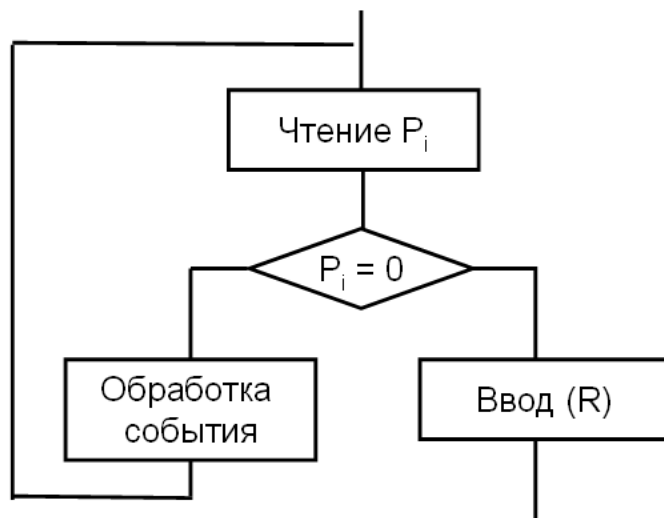 Чтение Pi
Pi = 0
Обработка
события
Ввод (R)